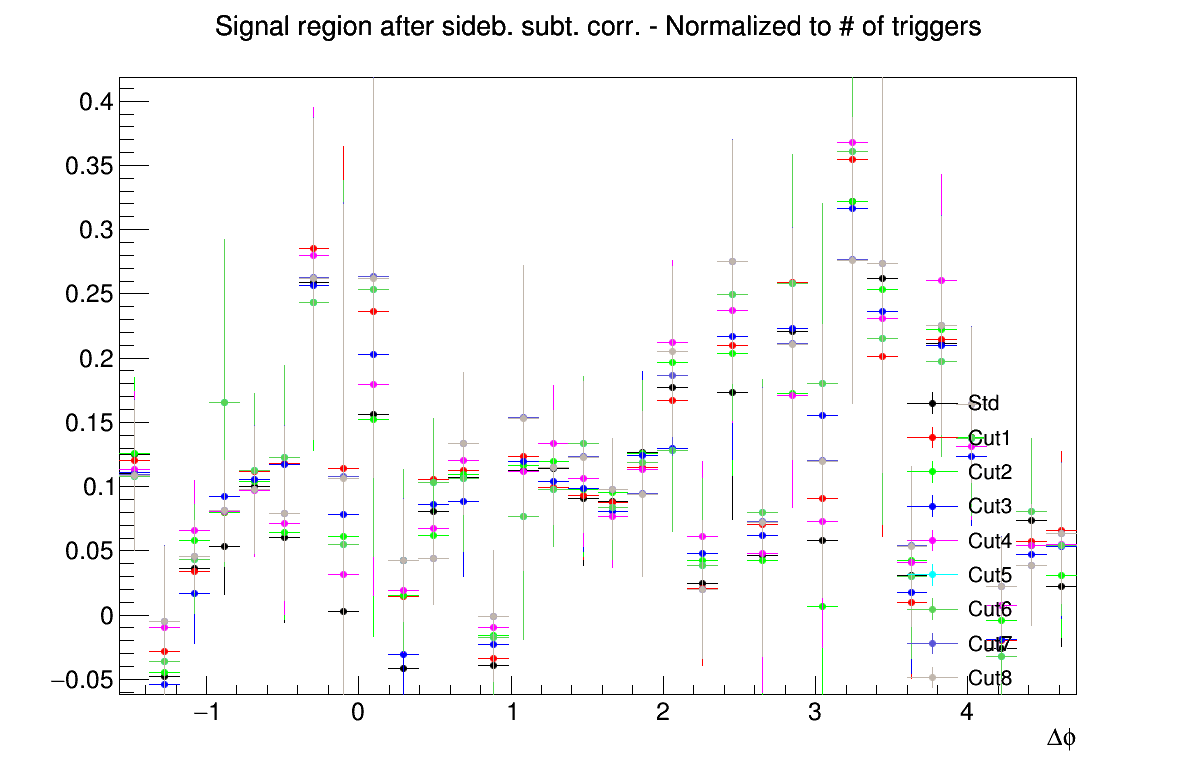 Signal region after sideb. subt. corr. - Normalized to # of triggers
0.4
0.35
0.3
0.25
0.2
0.15
0.1
0.05
0
−0.05
−1
0
1
2
3
4
Δϕ
Std
Cut1
Cut2
Cut3
Cut4
Cut5
Cut6
Cut7
Cut8